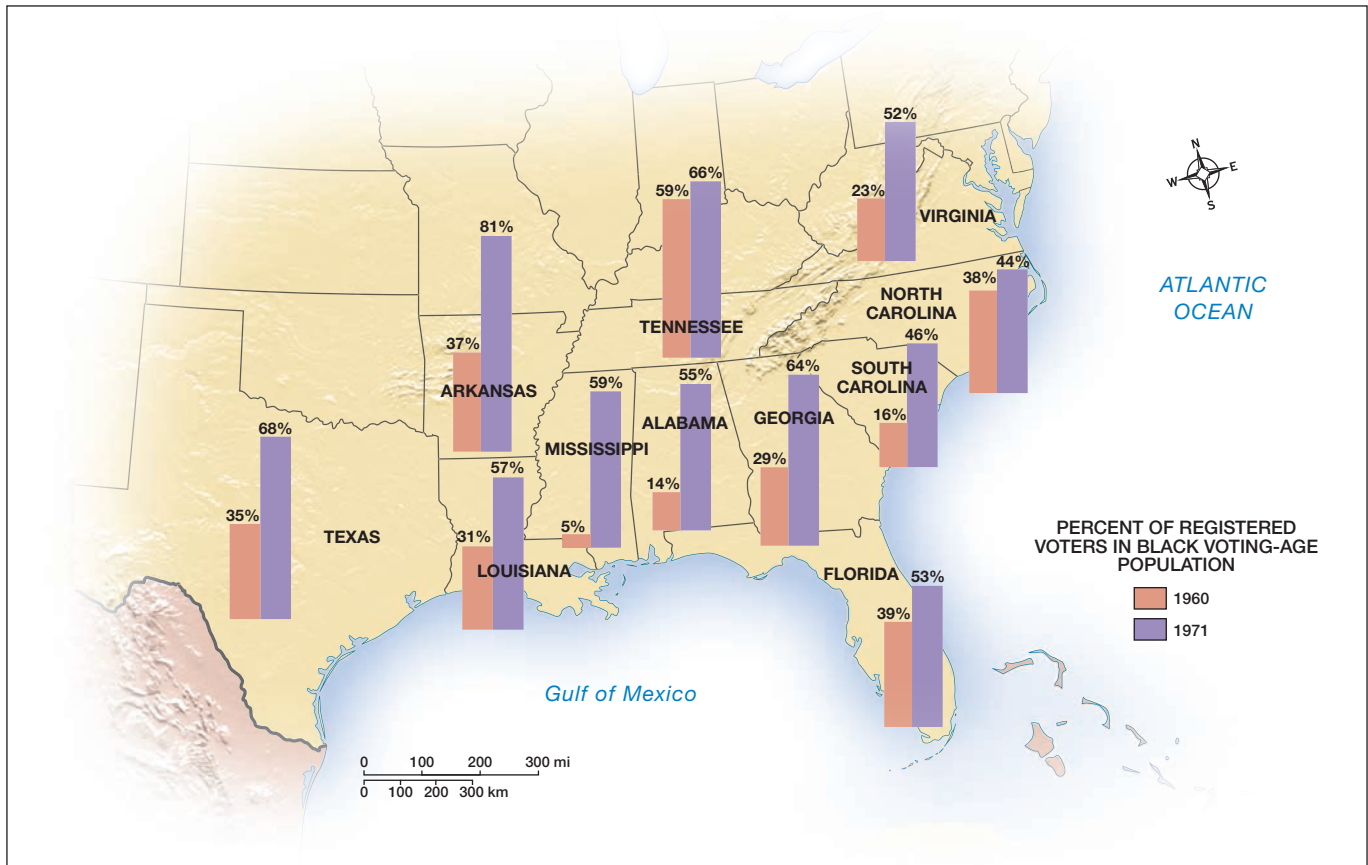 52%
N
W E
S
23%
VIRGINIA
59% 66%
81%
38% 44%
NORTH
CAROLINA
ATLANTIC
OCEAN
TENNESSEE
46%
37%
ARKANSAS
59%
55%
64%
SOUTH
CAROLINA
16%
ALABAMA
GEORGIA
MISSISSIPPI
29%
14%
5%
68%
35%
TEXAS
57%
31%
LOUISIANA
FLORIDA
53%
39%
PERCENT OF REGISTERED
VOTERS IN BLACK VOTING-AGE
POPULATION
1960
1971
Gulf of Mexico
0 100 200 300 mi
0 100 200 300 km